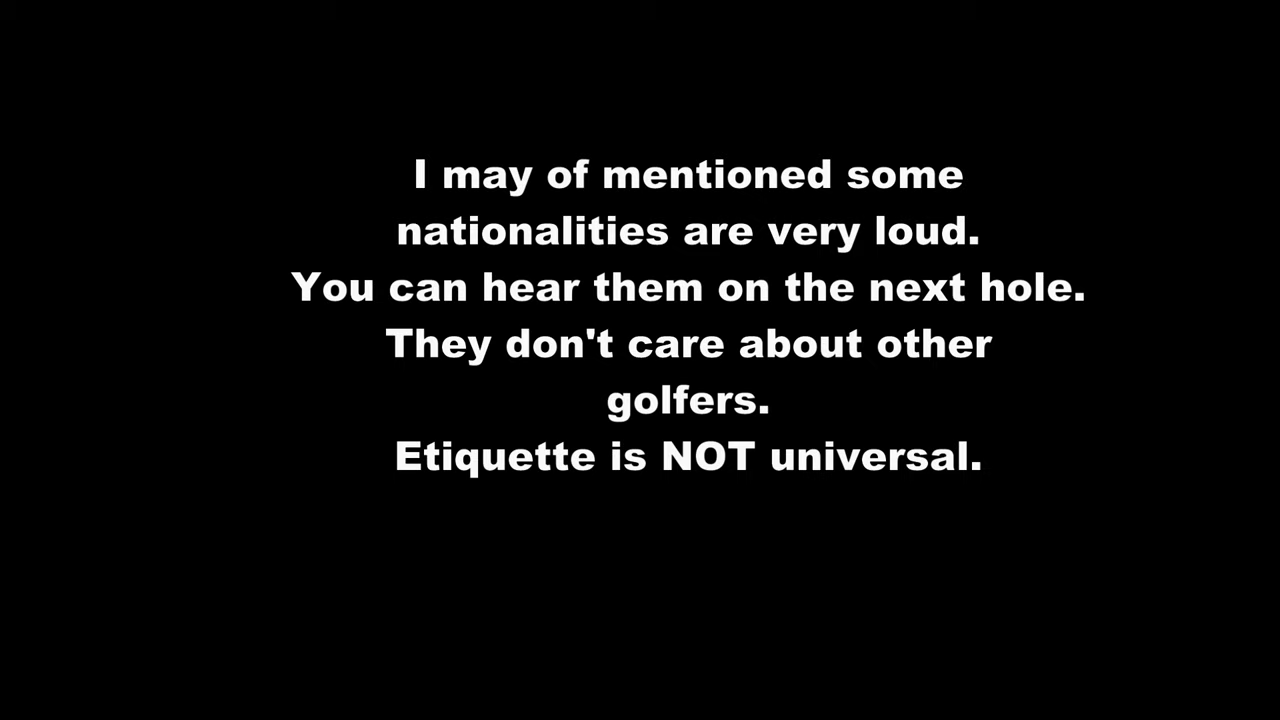 I may of mentioned some
nationalities are very loud.
You can hear them on the next hole.
They don't care about other
golfers.
Etiquette is NOT universal.